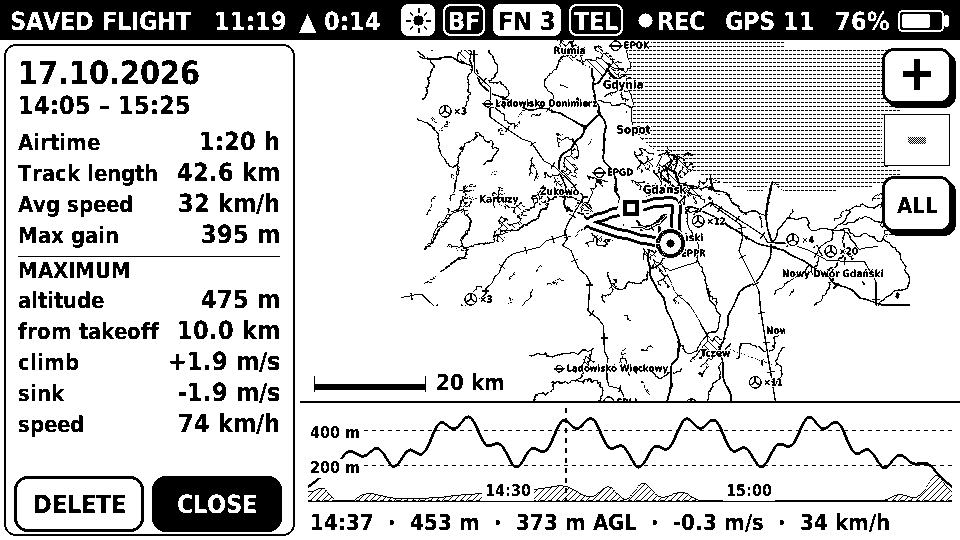 SAVED FLIGHT 11:19 ▲ 0:14 BF FN 3 TEL REC GPS 11 76%
17.10.2026
14:05 – 15:25
Airtime 1:20 h
Track length 42.6 km
Avg speed 32 km/h
Max gain 395 m
MAXIMUM
altitude 475 m
from takeoff 10.0 km
climb +1.9 m/s
sink -1.9 m/s
speed 74 km/h
DELETE CLOSE
Rumia EPOK
Gdynia
Lądowisko Donimierz
×3
Sopot
EPGD
Żukowo
Gdańsk
Kartuzy
×12
×4
×20
Nowy Dwór Gdański
×3
Tczew
Lądowisko Więckowy
×11
20 km
+
ALL
400 m
200 m
14:30 15:00
14:37 · 453 m · 373 m AGL · -0.3 m/s · 34 km/h